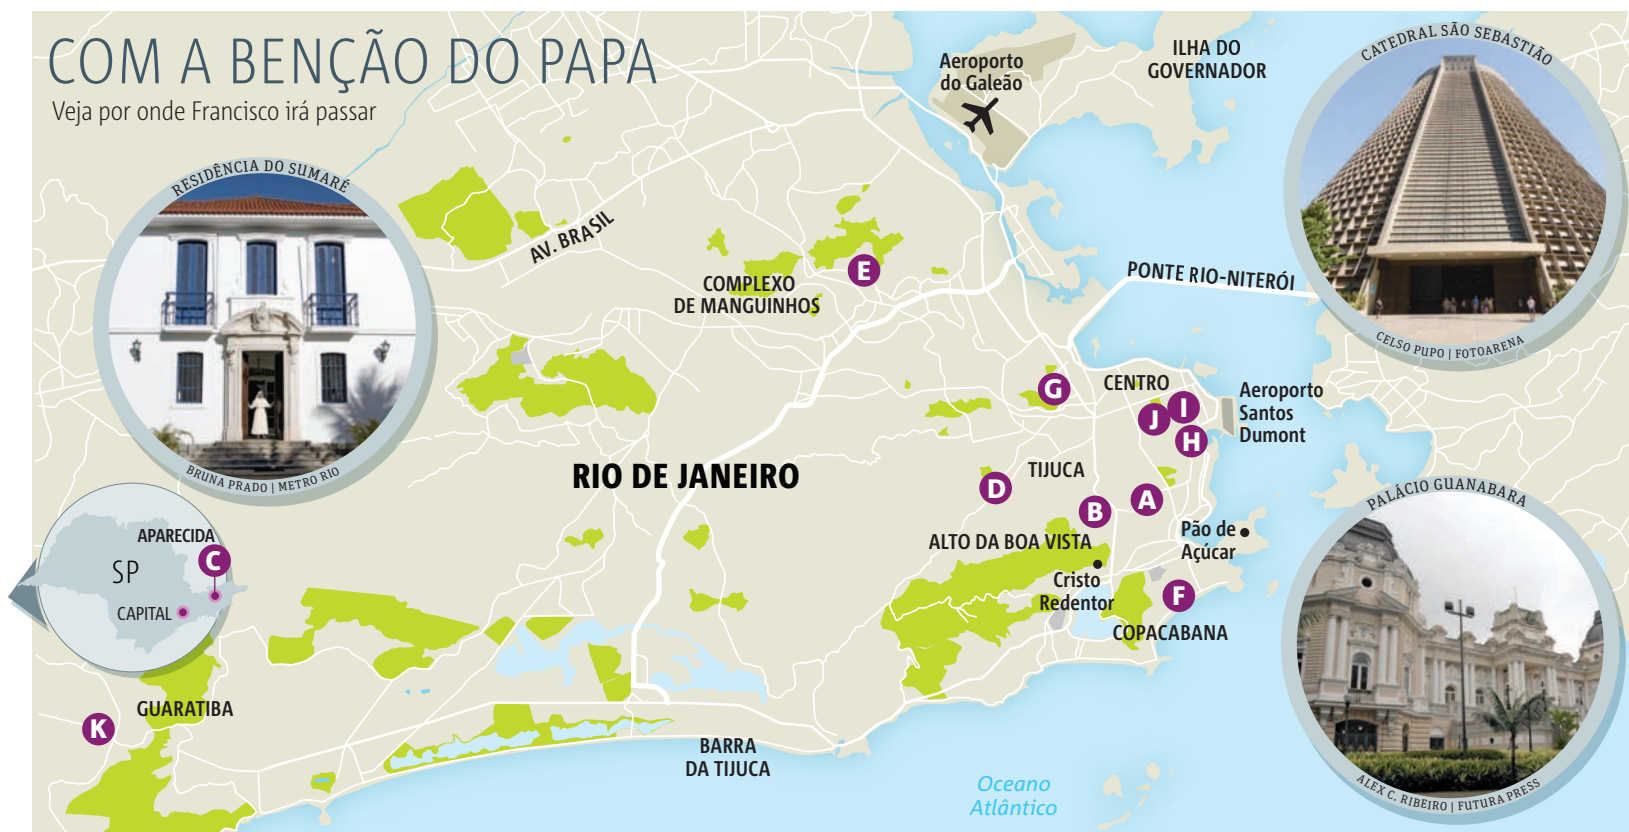 COM A BENÇÃO DO PAPA
Veja por onde Francisco irá passar
RESIDÊNCIA DO SUMARÉ
BRUNA PRADO | METRO RIO
CATEDRAL SÃO SEBASTIÃO
CELSO PUPO | FOTOARENA
PALÁCIO GUANABARA
ALEX C. RIBEIRO | FUTURA PRESS
Aeroporto
do Galeão
ILHA DO
GOVERNADOR
AV. BRASIL
COMPLEXO
DE MANGUINHOS
E
PONTE RIO-NITERÓI
G
CENTRO
I
J
H
Aeroporto
Santos
Dumont
RIO DE JANEIRO
TIJUCA
D
A
B
Pão de
Açúcar
ALTO DA BOA VISTA
Cristo
Redentor
F
COPACABANA
APARECIDA
C
SP
CAPITAL
GUARATIBA
K
BARRA
DA TIJUCA
Oceano
Atlântico